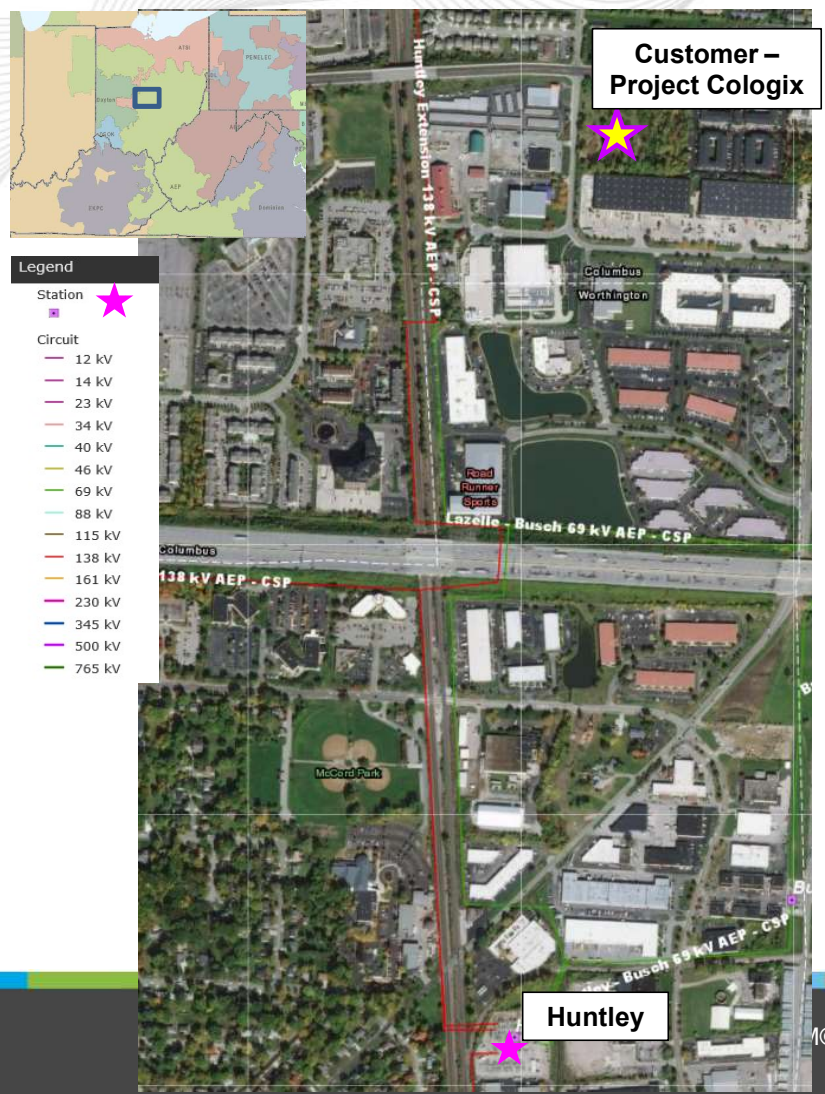 Customer –
Project Cologix
ATSI
PENELEC
Dayton
AEP
EKPC
Dominion
Legend
Station
Circuit
12 kV
14 kV
23 kV
34 kV
40 kV
46 kV
69 kV
88 kV
115 kV
138 kV
161 kV
230 kV
345 kV
500 kV
765 kV
Huntley Extension 138 kV AEP - CSP
Columbus
Worthington
Road
Runner
Sports
Lazelle - Busch 69 kV AEP - CSP
Columbus
138 kV AEP - CSP
McCord Park
Bu
ley - Busch 69 kV AEP - CSP
Huntley